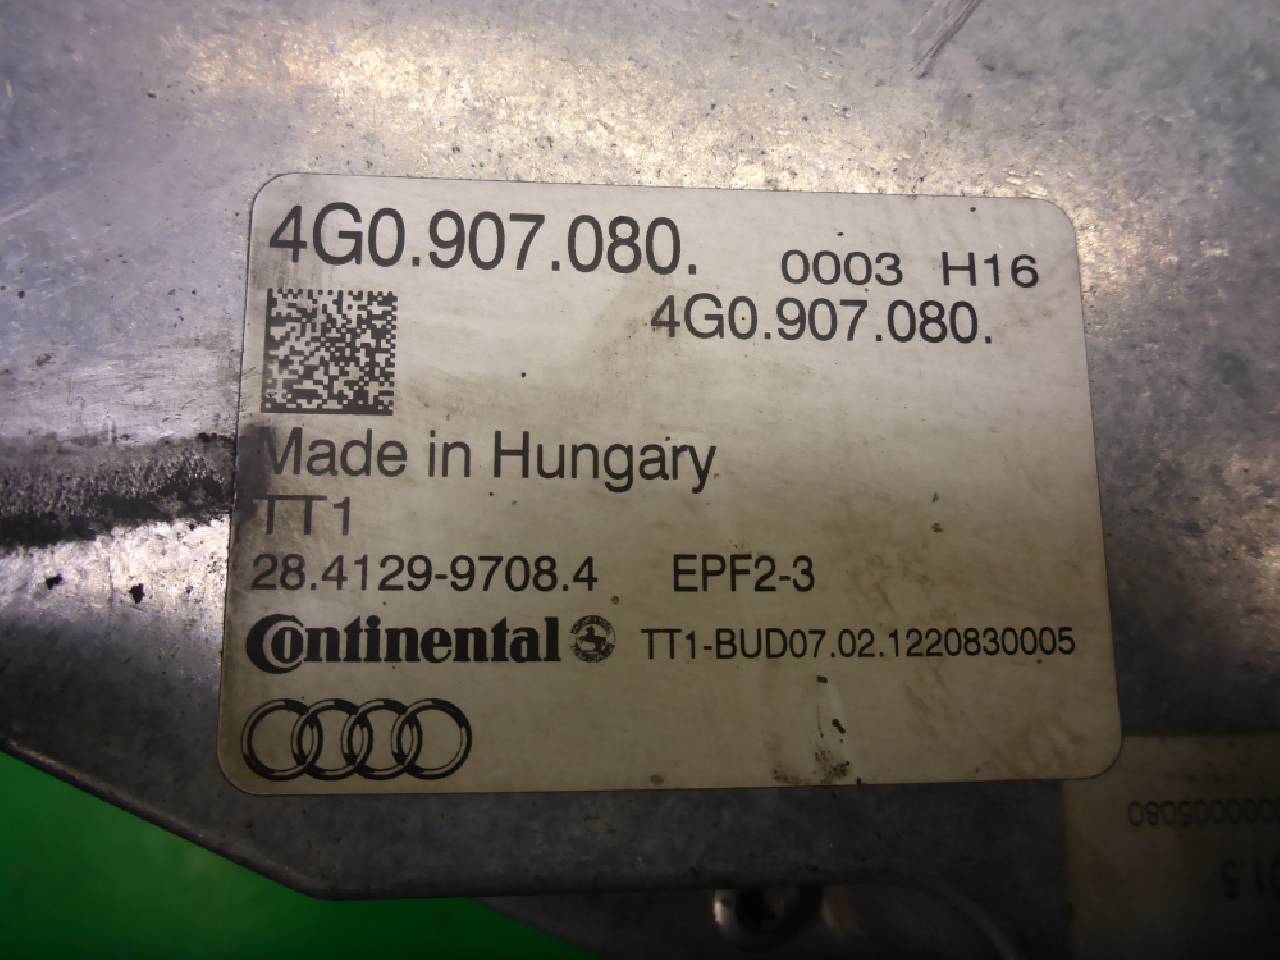 4G0.907.080. 0003 H16
4G0.907.080.
Made in Hungary
TT1
28.4129-9708.4 EPF2-3
Continental TT1-BUD07.02.1220830005